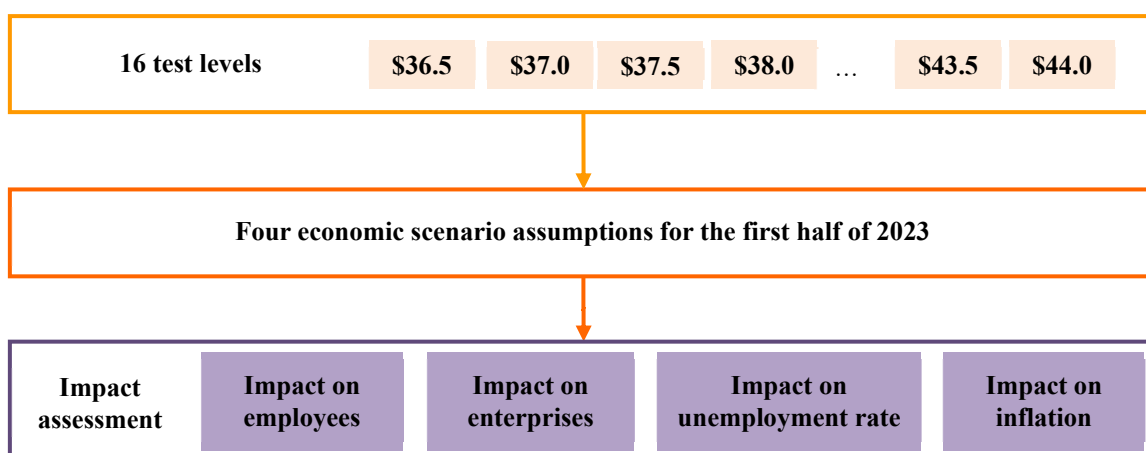 16 test levels $36.5 $37.0 $37.5 $38.0 … $43.5 $44.0
Four economic scenario assumptions for the first half of 2023
Impact
assessment
Impact on
employees
Impact on
enterprises
Impact on
unemployment rate
Impact on
inflation